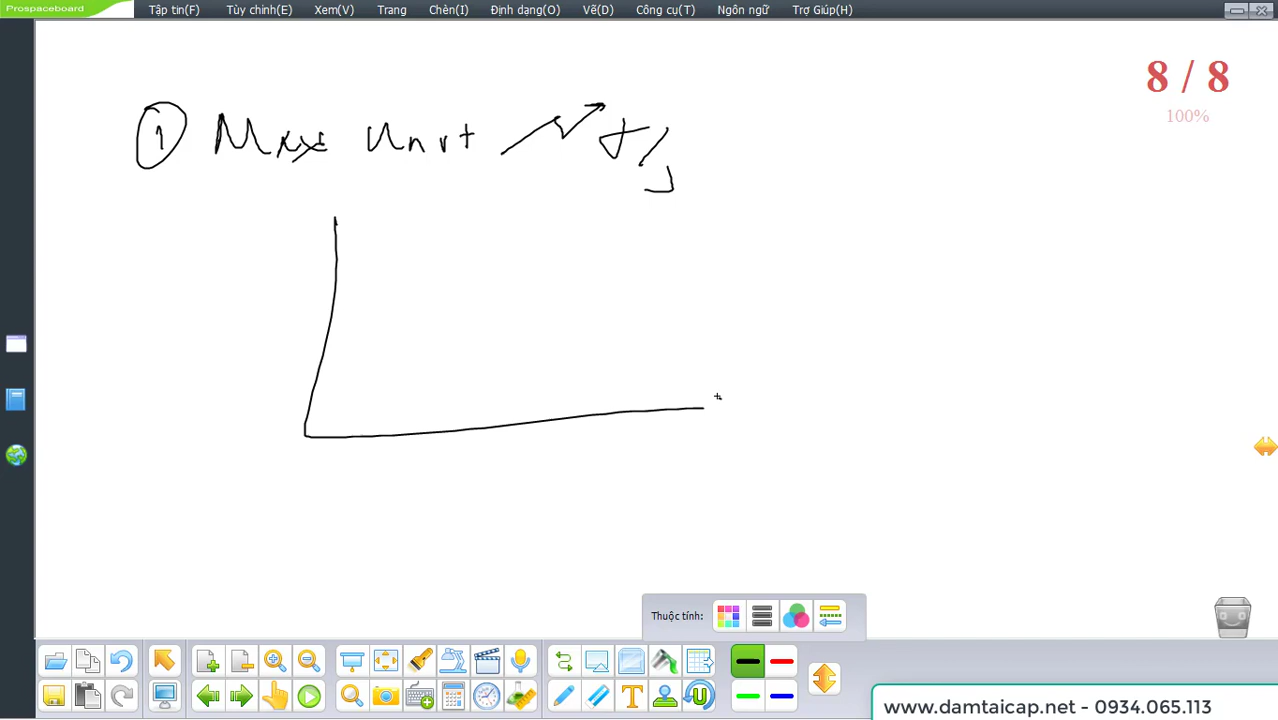 Prospaceboard
Tập tin(F) Tùy chỉnh(E) Xem(V) Trang Chèn(I) Định dạng(O) Vẽ(D) Công cụ(T) Ngôn ngữ Trợ Giúp(H)
8 / 8
100%
① Max Unit
Thuộc tính:
www.damtaicap.net - 0934.065.113